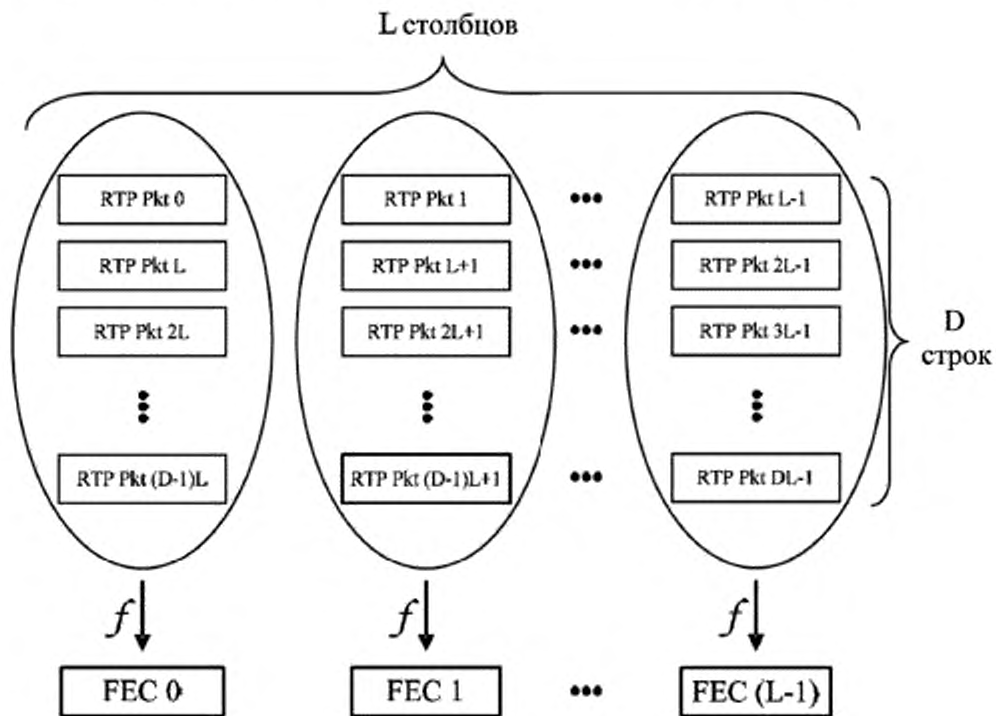 L столбцов
RTP Pkt 0 RTP Pkt 1 ••• RTP Pkt L-1
RTP Pkt L RTP Pkt L+1 ••• RTP Pkt 2L-1
RTP Pkt 2L RTP Pkt 2L+1 ••• RTP Pkt 3L-1
D
строк
RTP Pkt (D-1)L RTP Pkt (D-1)L+1 ••• RTP Pkt DL-1
f f f
FEC 0 FEC 1 ••• FEC (L-1)